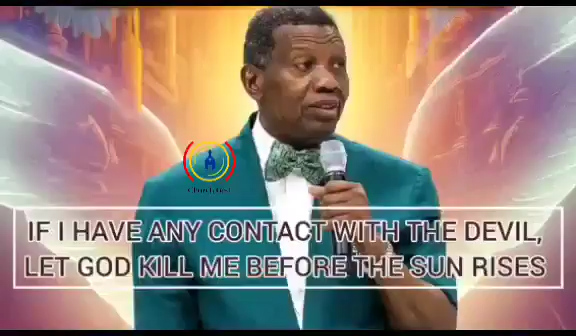 IF I HAVE ANY CONTACT WITH THE DEVIL,
LET GOD KILL ME BEFORE THE SUN RISES